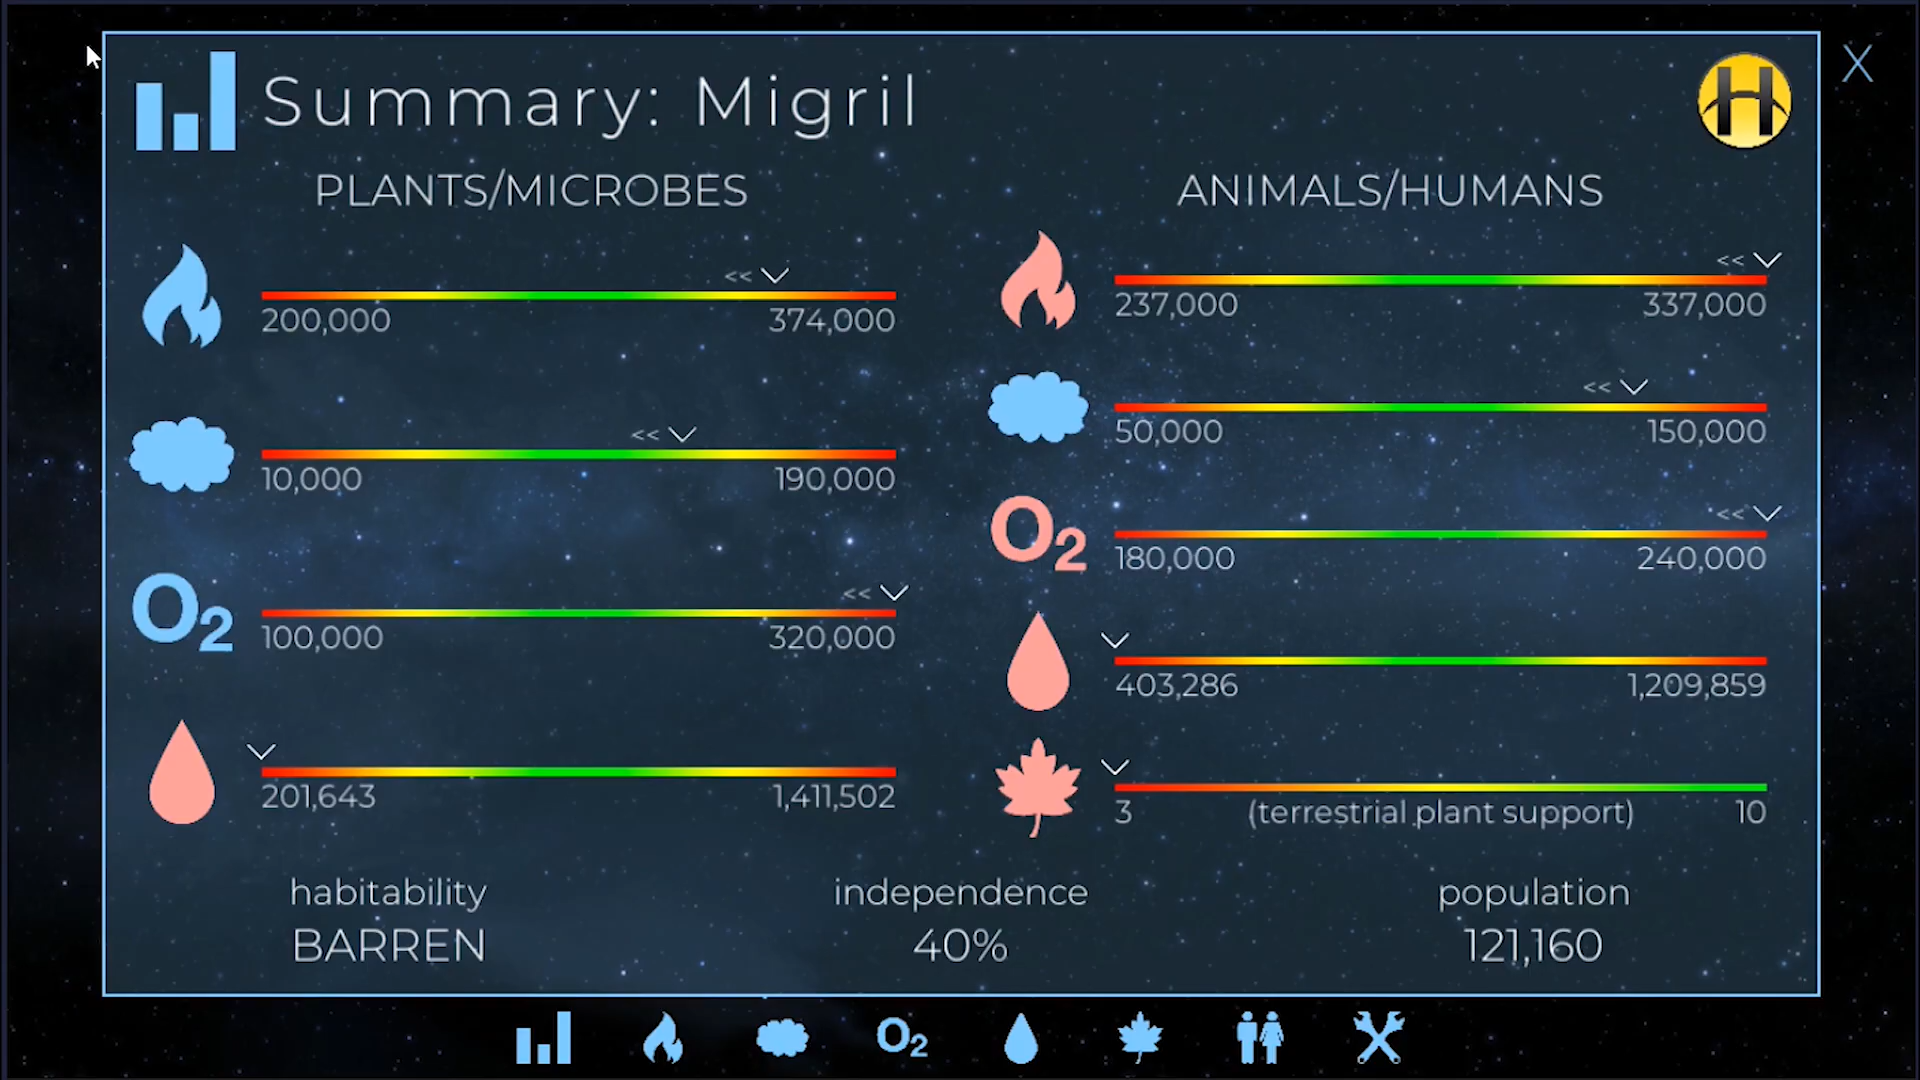 Summary: Migril
H
X
PLANTS/MICROBES
<<
200,000 374,000
<<
10,000 190,000
O2
<<
100,000 320,000
201,643 1,411,502
ANIMALS/HUMANS
<<
237,000 337,000
<<
50,000 150,000
O2
<<
180,000 240,000
403,286 1,209,859
3 (terrestrial plant support) 10
habitability
BARREN
independence
40%
population
121,160
O2